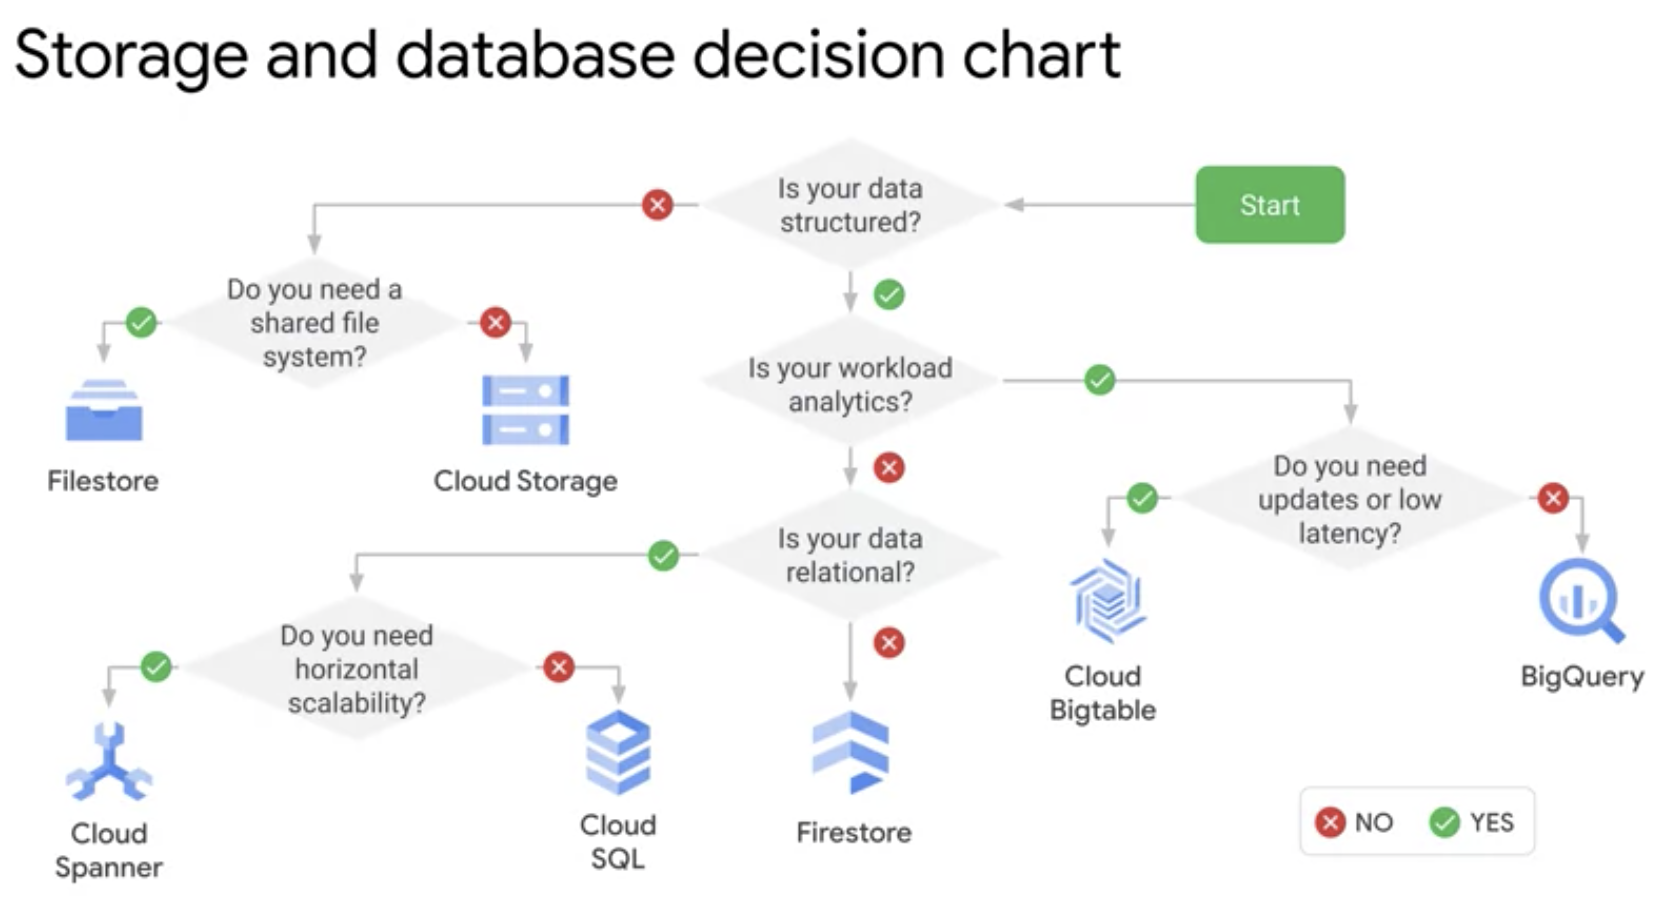 Storage and database decision chart
Is your data
structured?
Start
Do you need a
shared file
system?
Filestore
Cloud Storage
Is your workload
analytics?
Do you need
updates or low
latency?
Is your data
relational?
Do you need
horizontal
scalability?
Cloud
Bigtable
BigQuery
Cloud
Spanner
Cloud
SQL
Firestore
NO
YES